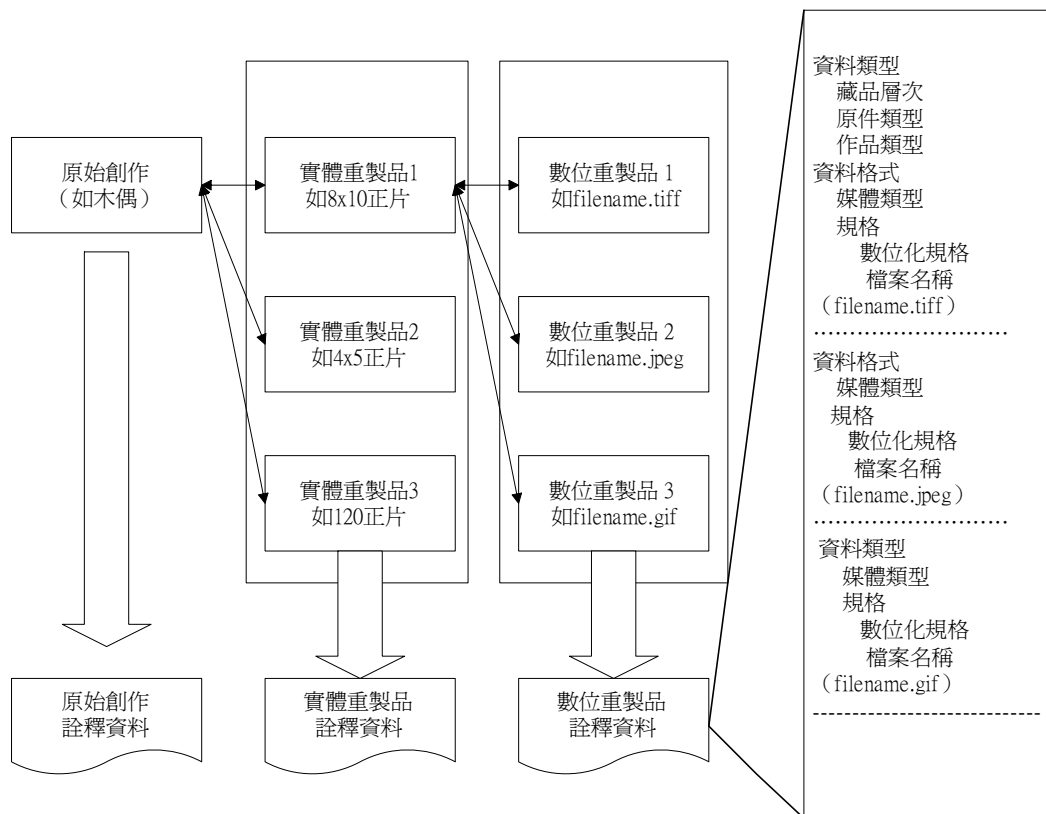 原始創作
（如木偶）
實體重製品1
如8x10正片
實體重製品2
如4x5正片
實體重製品3
如120正片
數位重製品 1
如filename.tiff
數位重製品 2
如filename.jpeg
數位重製品 3
如filename.gif
原始創作
詮釋資料
實體重製品
詮釋資料
數位重製品
詮釋資料
資料類型
藏品層次
原件類型
作品類型
資料格式
媒體類型
規格
數位化規格
檔案名稱
（filename.tiff）
資料格式
媒體類型
規格
數位化規格
檔案名稱
（filename.jpeg）
資料類型
媒體類型
規格
數位化規格
檔案名稱
（filename.gif）